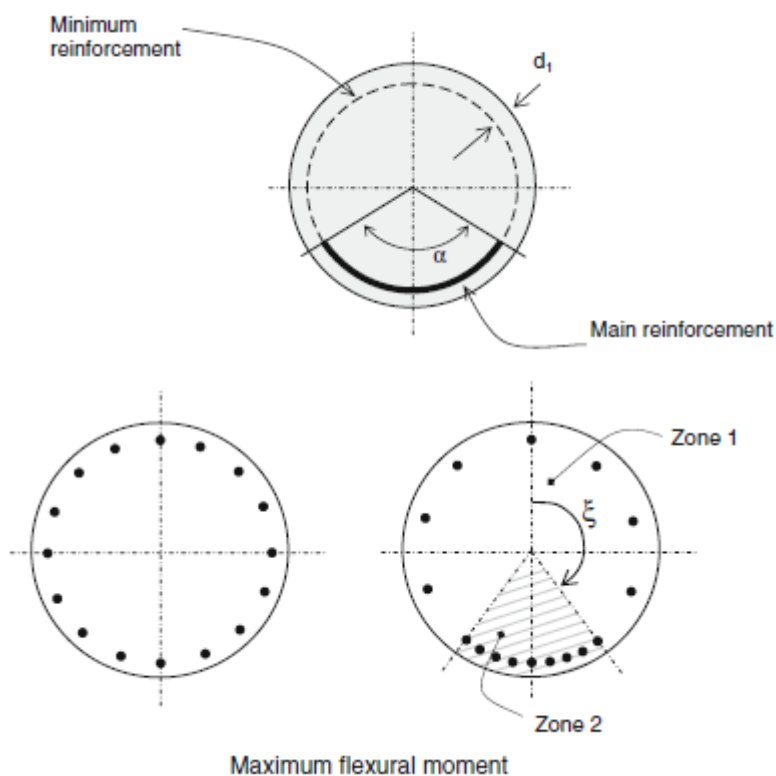 Minimum
reinforcement
d₁
α
Main reinforcement
Zone 1
ξ
Zone 2
Maximum flexural moment